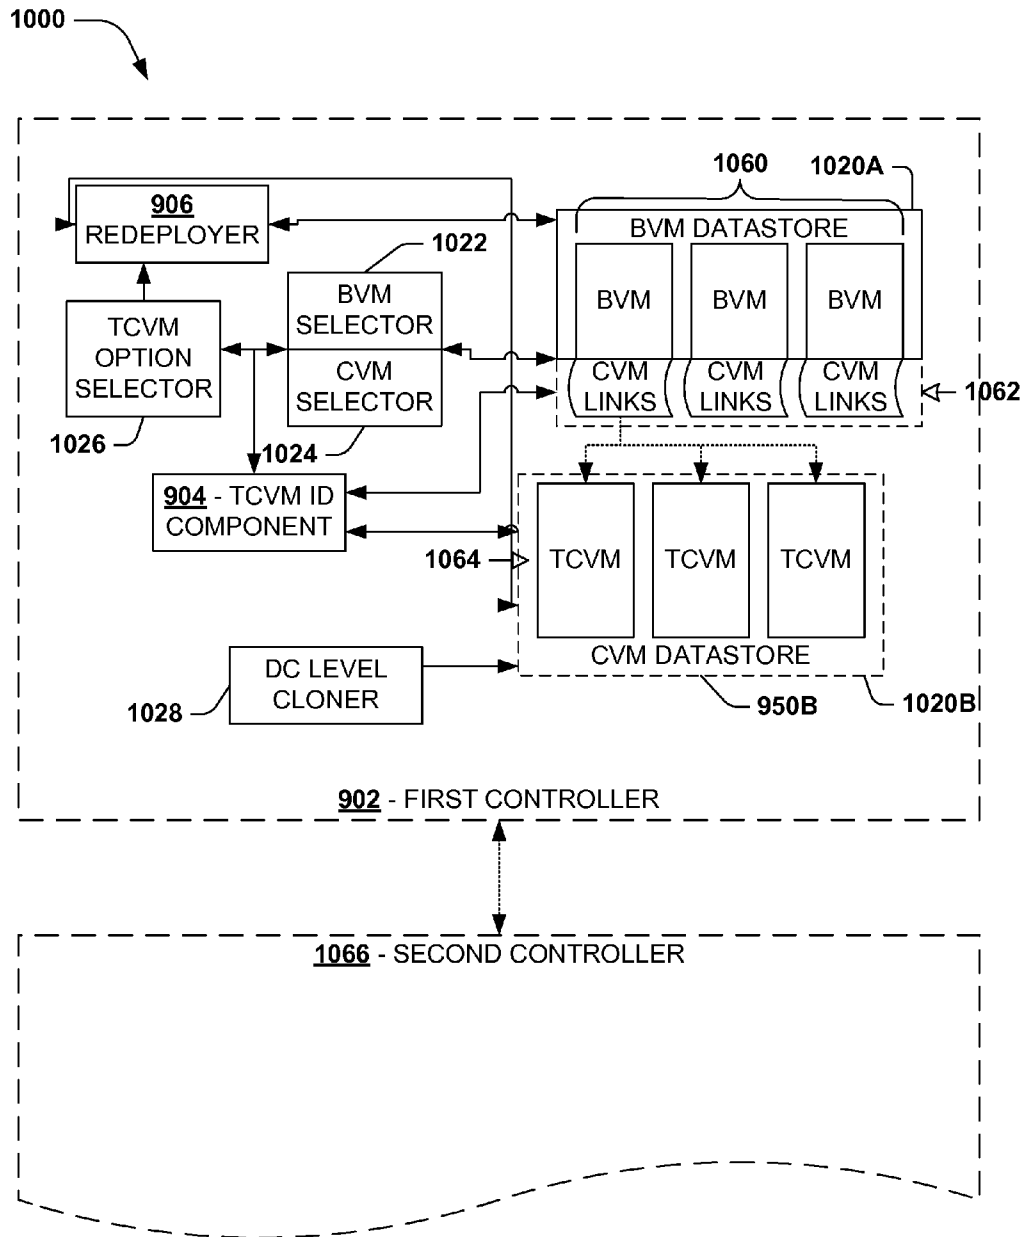 1000
1060
1020A
906
REDEPLOYER
1022
BVM DATASTORE
BVM
SELECTOR
BVM
BVM
BVM
TCVM
OPTION
SELECTOR
CVM
SELECTOR
CVM
LINKS
CVM
LINKS
CVM
LINKS
1062
1026
1024
904 - TCVM ID
COMPONENT
1064
TCVM
TCVM
TCVM
CVM DATASTORE
DC LEVEL
CLONER
1028
950B
1020B
902 - FIRST CONTROLLER
1066 - SECOND CONTROLLER